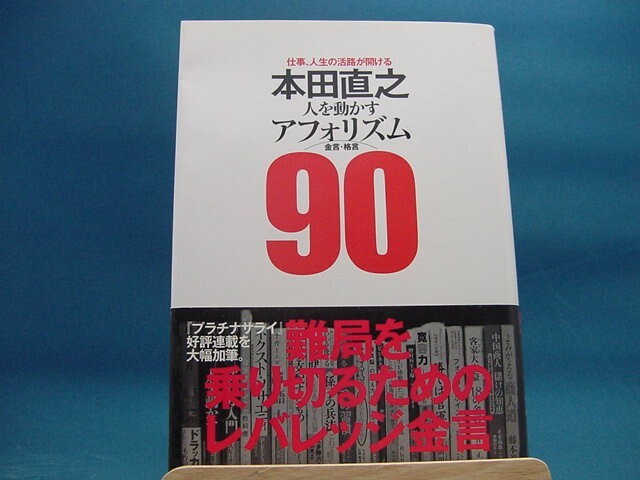 仕事、人生の活路が開ける
本田直之
人を動かす
アフォリズム
金言・格言
90
「プラチナサライ」
好評連載を
大幅加筆。
難局を
乗り切るための
レバレッジ金言